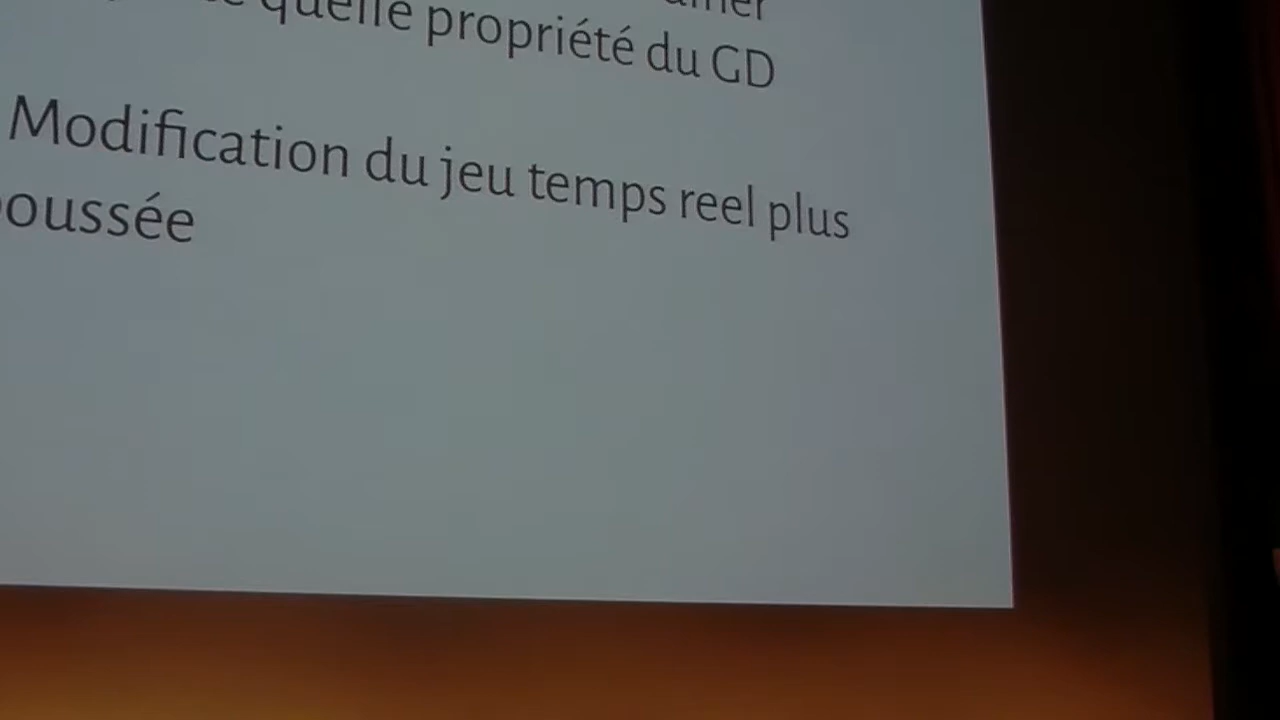 quelle propriété du GD
Modification du jeu temps reel plus
oussée